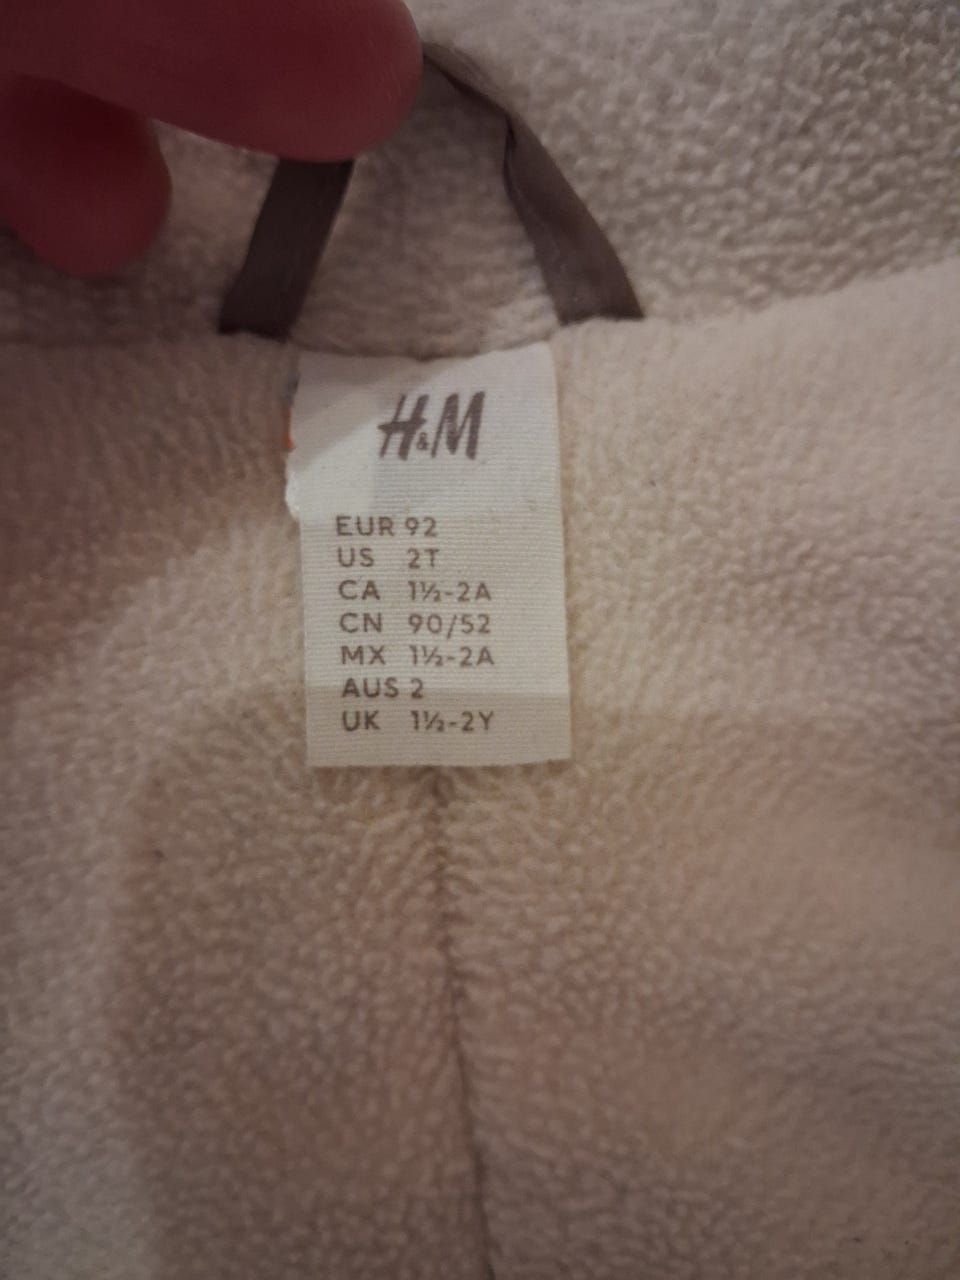 H&M
EUR 92
US 2T
CA 1½-2A
CN 90/52
MX 1½-2A
AUS 2
UK 1½-2Y